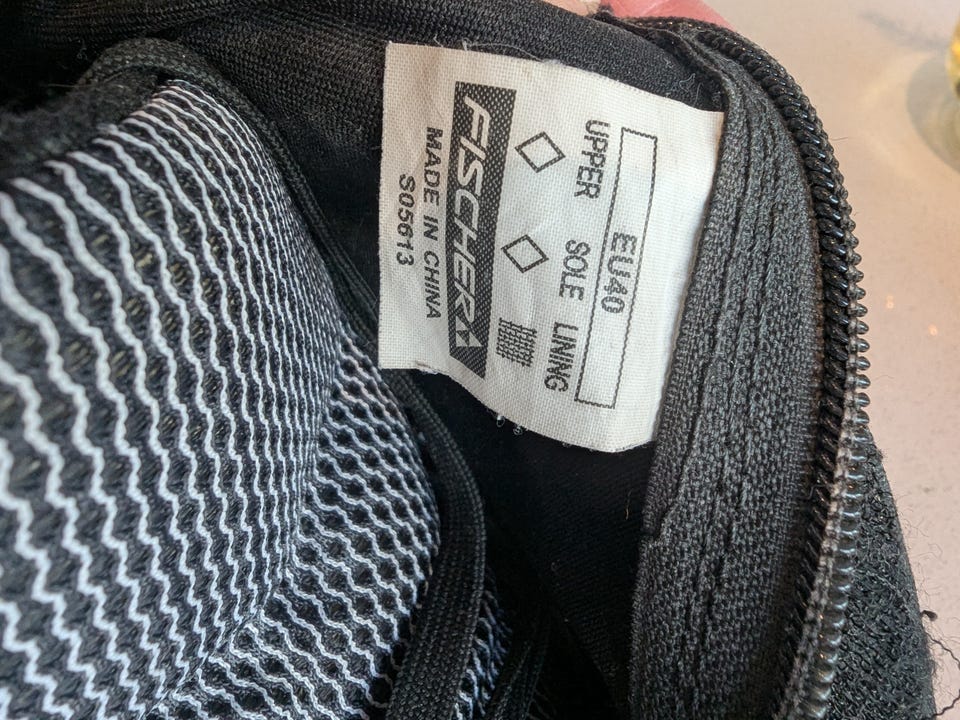 EU40
UPPER SOLE LINING
FISCHER
MADE IN CHINA
S05613